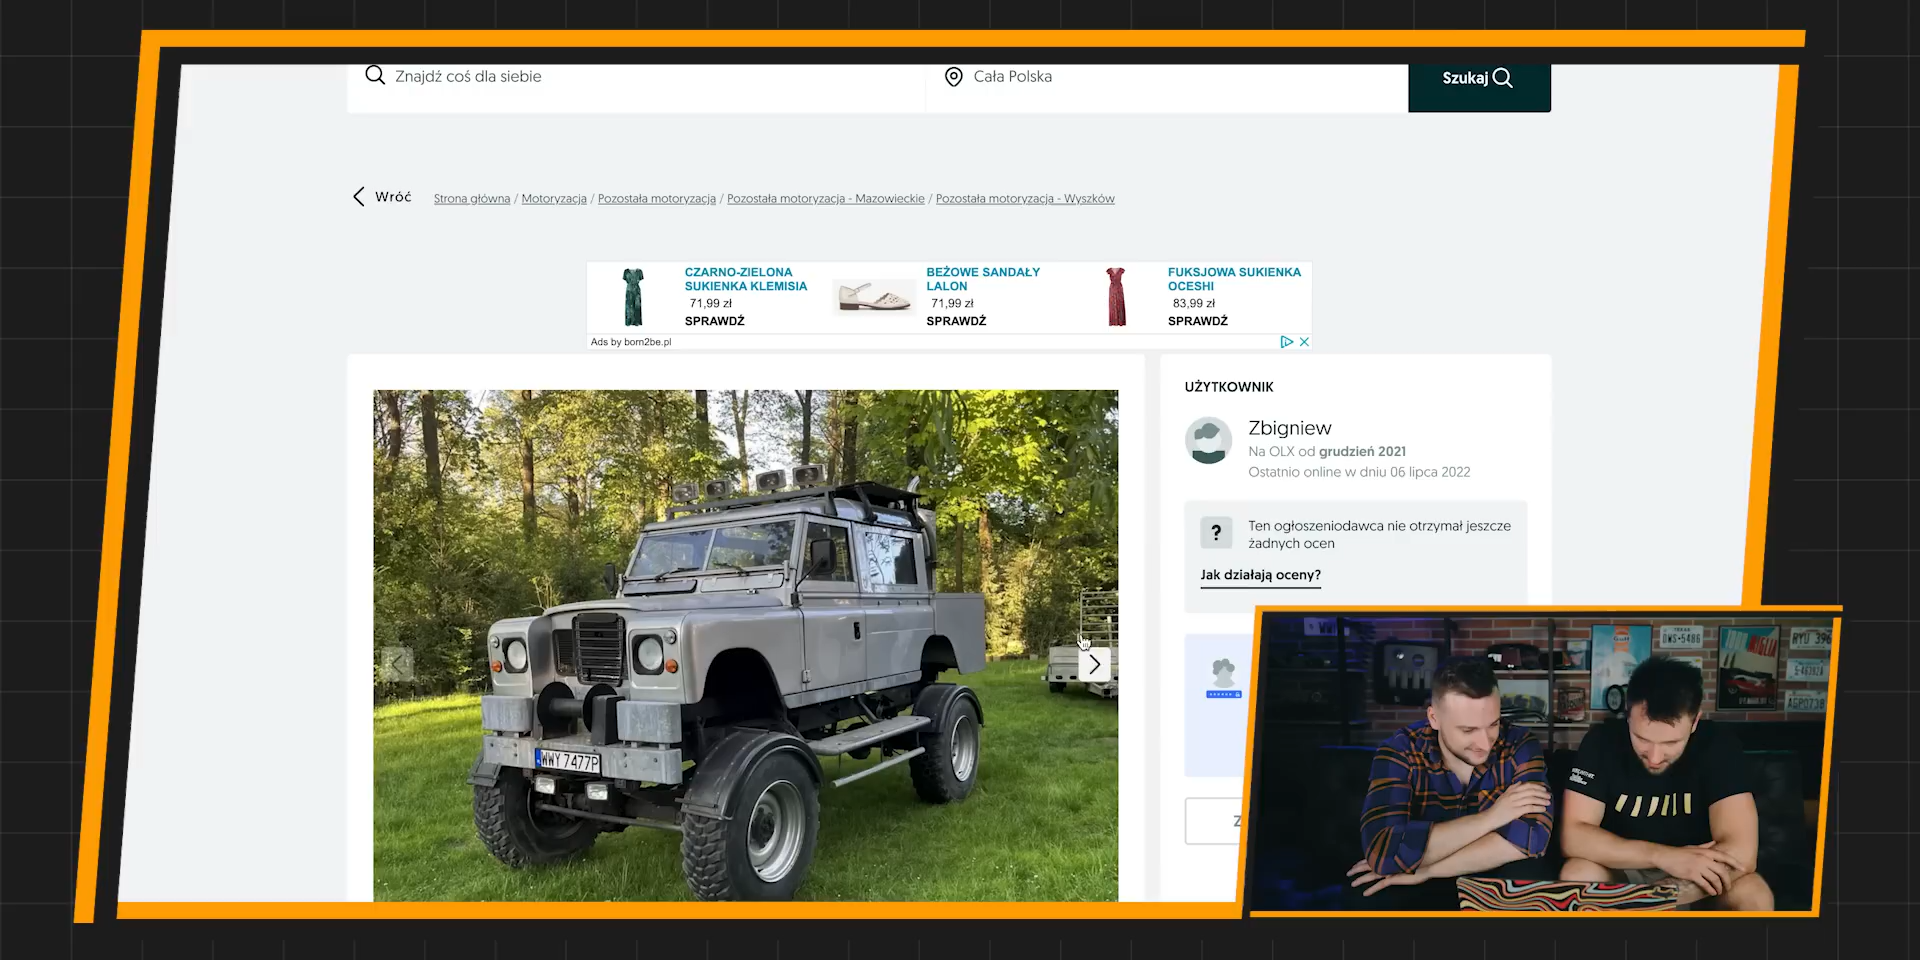 Znajdź coś dla siebie
Cała Polska
Szukaj
Wróć
Strona główna / Motoryzacja / Pozostała motoryzacja / Pozostała motoryzacja - Mazowieckie / Pozostała motoryzacja - Wyszków
CZARNO-ZIELONA
SUKIENKA KLEMISIA
71,99 zł
SPRAWDŹ
BEŻOWE SANDAŁY
LALON
71,99 zł
SPRAWDŹ
FUKSJOWA SUKIENKA
OCESHI
83,99 zł
SPRAWDŹ
Ads by born2be.pl
UŻYTKOWNIK
Zbigniew
Na OLX od grudzień 2021
Ostatnio online w dniu 06 lipca 2022
?
Ten ogłoszeniodawca nie otrzymał jeszcze
żadnych ocen
Jak działają oceny?
Z
WWY 7477P